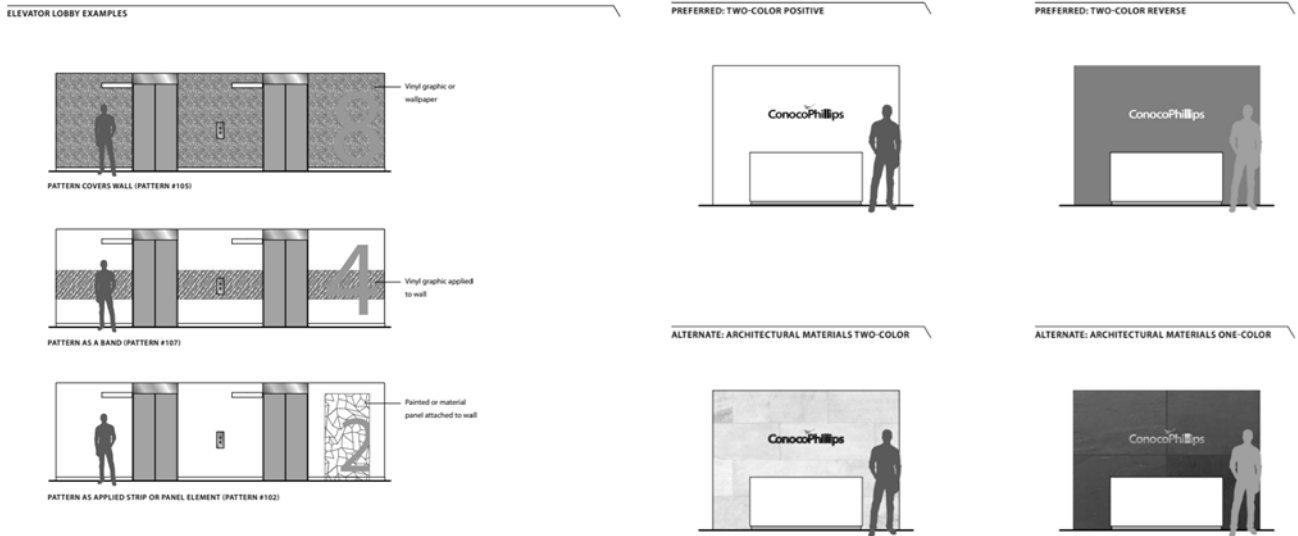 ELEVATOR LOBBY EXAMPLES
8
Vinyl graphic or
wallpaper
PATTERN COVERS WALL (PATTERN #105)
4
Vinyl graphic applied
to wall
PATTERN AS A BAND (PATTERN #107)
2
Painted or material
panel attached to wall
PATTERN AS APPLIED STRIP OR PANEL ELEMENT (PATTERN #102)
PREFERRED: TWO-COLOR POSITIVE
ConocoPhillips
PREFERRED: TWO-COLOR REVERSE
ConocoPhillips
ALTERNATE: ARCHITECTURAL MATERIALS TWO-COLOR
ConocoPhillips
ALTERNATE: ARCHITECTURAL MATERIALS ONE-COLOR
ConocoPhillips